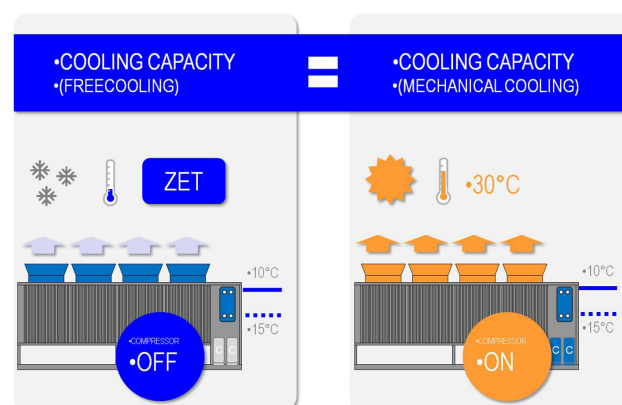 •COOLING CAPACITY
•(FREECOOLING)
=
•COOLING CAPACITY
•(MECHANICAL COOLING)
ZET
•10°C
•15°C
•COMPRESSOR
•OFF
C C
•30°C
•10°C
•15°C
•COMPRESSOR
•ON
C C